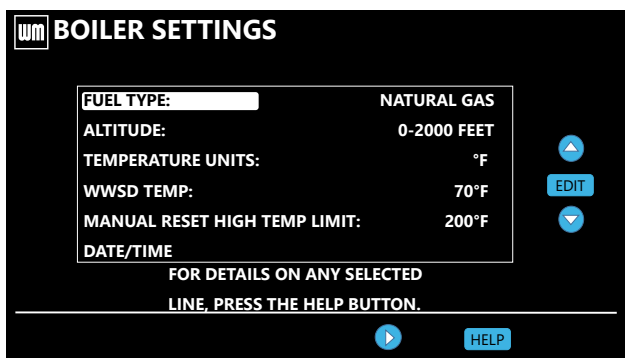 wm BOILER SETTINGS
FUEL TYPE: NATURAL GAS
ALTITUDE: 0-2000 FEET
TEMPERATURE UNITS: °F
WWSD TEMP: 70°F
EDIT
MANUAL RESET HIGH TEMP LIMIT: 200°F
DATE/TIME
FOR DETAILS ON ANY SELECTED
LINE, PRESS THE HELP BUTTON.
HELP